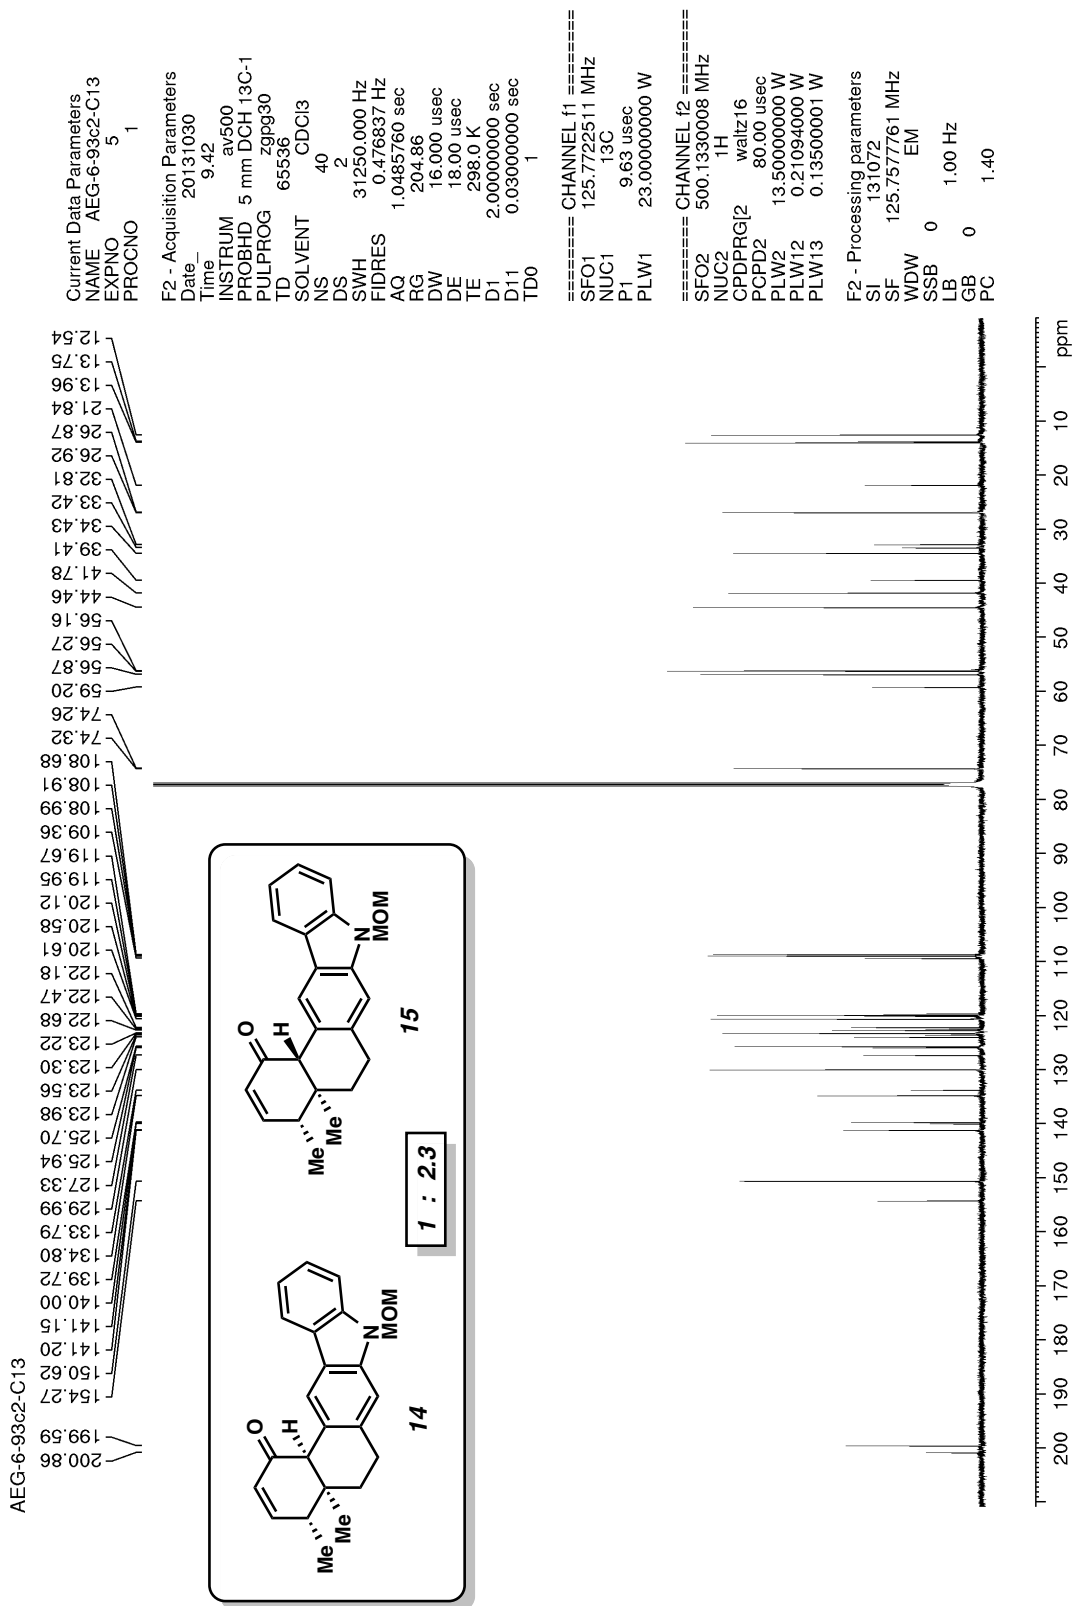 AEG-6-93c2-C13
200.86
199.59
154.27
150.62
141.20
141.15
140.00
139.72
134.80
133.79
129.99
127.33
125.94
125.70
123.98
123.56
123.30
123.22
122.68
122.47
122.18
120.61
120.58
120.12
119.95
119.67
109.36
108.99
108.91
108.68
74.32
74.26
59.20
56.87
56.27
56.16
44.46
41.78
39.41
34.43
33.42
32.81
26.92
26.87
21.84
13.96
13.75
12.54
Current Data Parameters
NAME AEG-6-93c2-C13
EXPNO 5
PROCNO 1
F2 - Acquisition Parameters
Date_ 20131030
Time 9.42
INSTRUM av500
PROBHD 5 mm DCH 13C-1
PULPROG zgpg30
TD 65536
SOLVENT CDCl3
NS 40
DS 2
SWH 31250.000 Hz
FIDRES 0.4768837 Hz
AQ 1.0485760 sec
RG 2048.86
DW 16.000 usec
DE 18.00 usec
TE 298.0 K
D1 2.00000000 sec
D11 0.03000000 sec
TD0 1
======== CHANNEL f1 ========
SFO1 125.7722511 MHz
NUC1 13C
P1 9.63 usec
PLW1 23.00000000 W
======== CHANNEL f2 ========
SFO2 500.1330008 MHz
NUC2 1H
CPDPRG[2 waltz16
PCPD2 80.00 usec
PLW2 13.50000000 W
PLW12 0.21094000 W
PLW13 0.13500001 W
F2 - Processing parameters
SI 131072
SF 125.7577761 MHz
WDW EM
SSB 0
LB 1.00 Hz
GB 0
PC 1.40
O
H
Me
Me
N
MOM
14
1 : 2.3
O
H
Me
Me
N
MOM
15
200 190 180 170 160 150 140 130 120 110 100 90 80 70 60 50 40 30 20 10 ppm